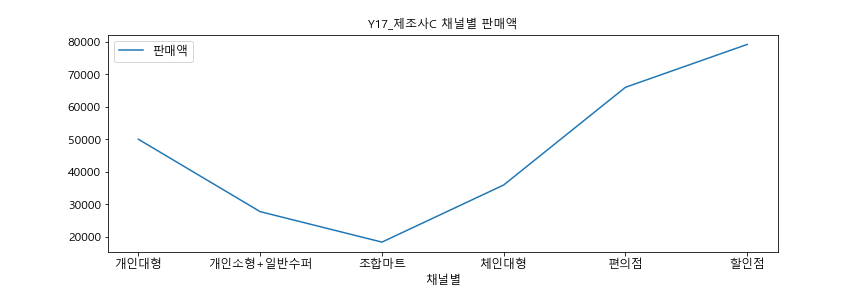 Y17_제조사C 채널별 판매액
판매액
80000
70000
60000
50000
40000
30000
20000
개인대형 개인소형+일반수퍼 조합마트 체인대형 편의점 할인점
채널별